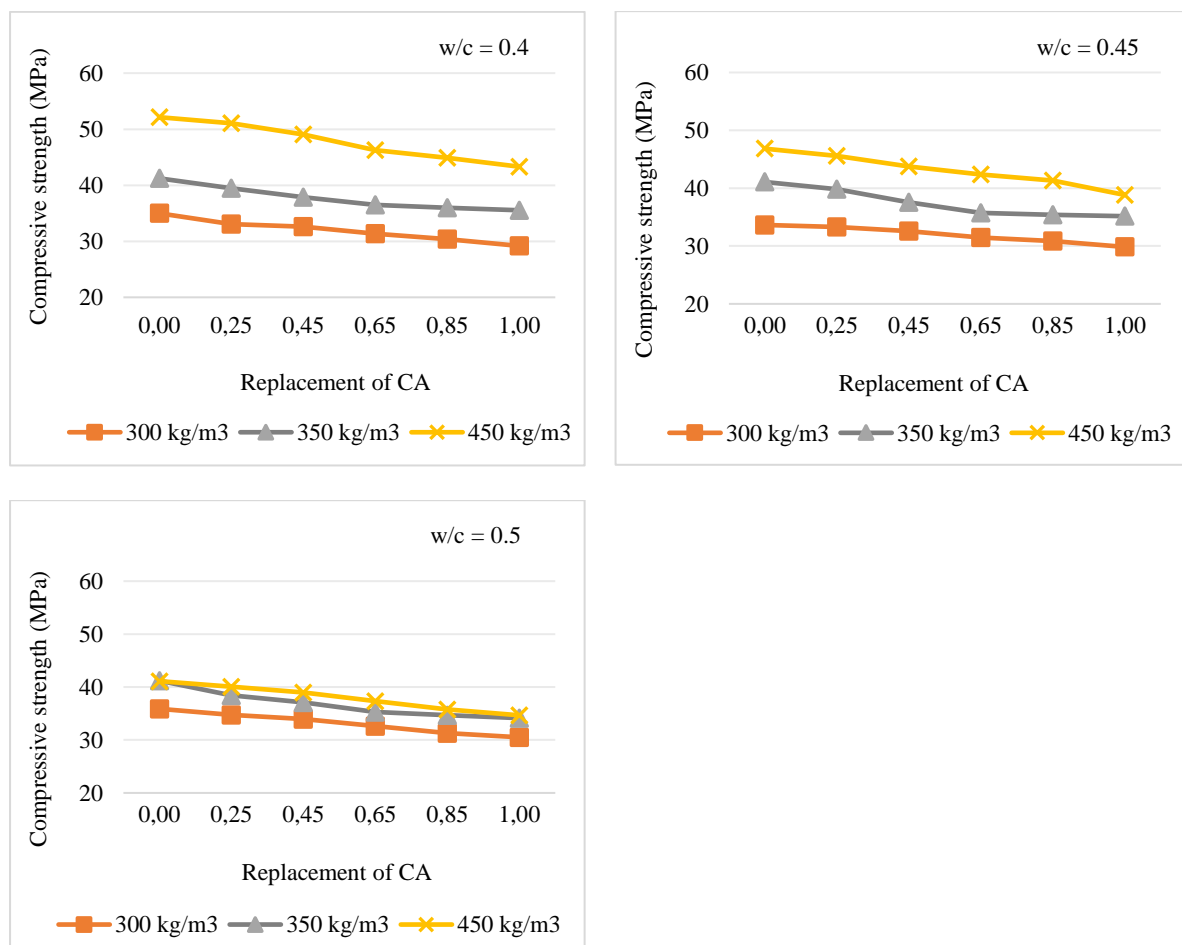 w/c = 0.4
Compressive strength (MPa)
60
50
40
30
20
0,00 0,25 0,45 0,65 0,85 1,00
Replacement of CA
300 kg/m3 350 kg/m3 450 kg/m3
w/c = 0.45
Compressive strength (MPa)
60
50
40
30
20
0,00 0,25 0,45 0,65 0,85 1,00
Replacement of CA
300 kg/m3 350 kg/m3 450 kg/m3
w/c = 0.5
Compressive strength (MPa)
60
50
40
30
20
0,00 0,25 0,45 0,65 0,85 1,00
Replacement of CA
300 kg/m3 350 kg/m3 450 kg/m3